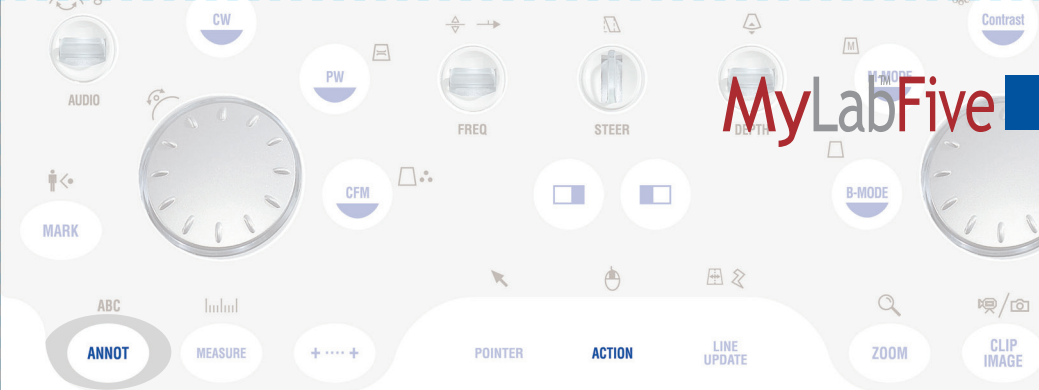 CW
Contrast
M
PW
M-MODE
AUDIO
FREQ
STEER
DEPTH
MyLabFive
TM
CFM
B-MODE
MARK
ABC
ANNOT
MEASURE
+ ···· +
POINTER
ACTION
LINE
UPDATE
ZOOM
CLIP
IMAGE